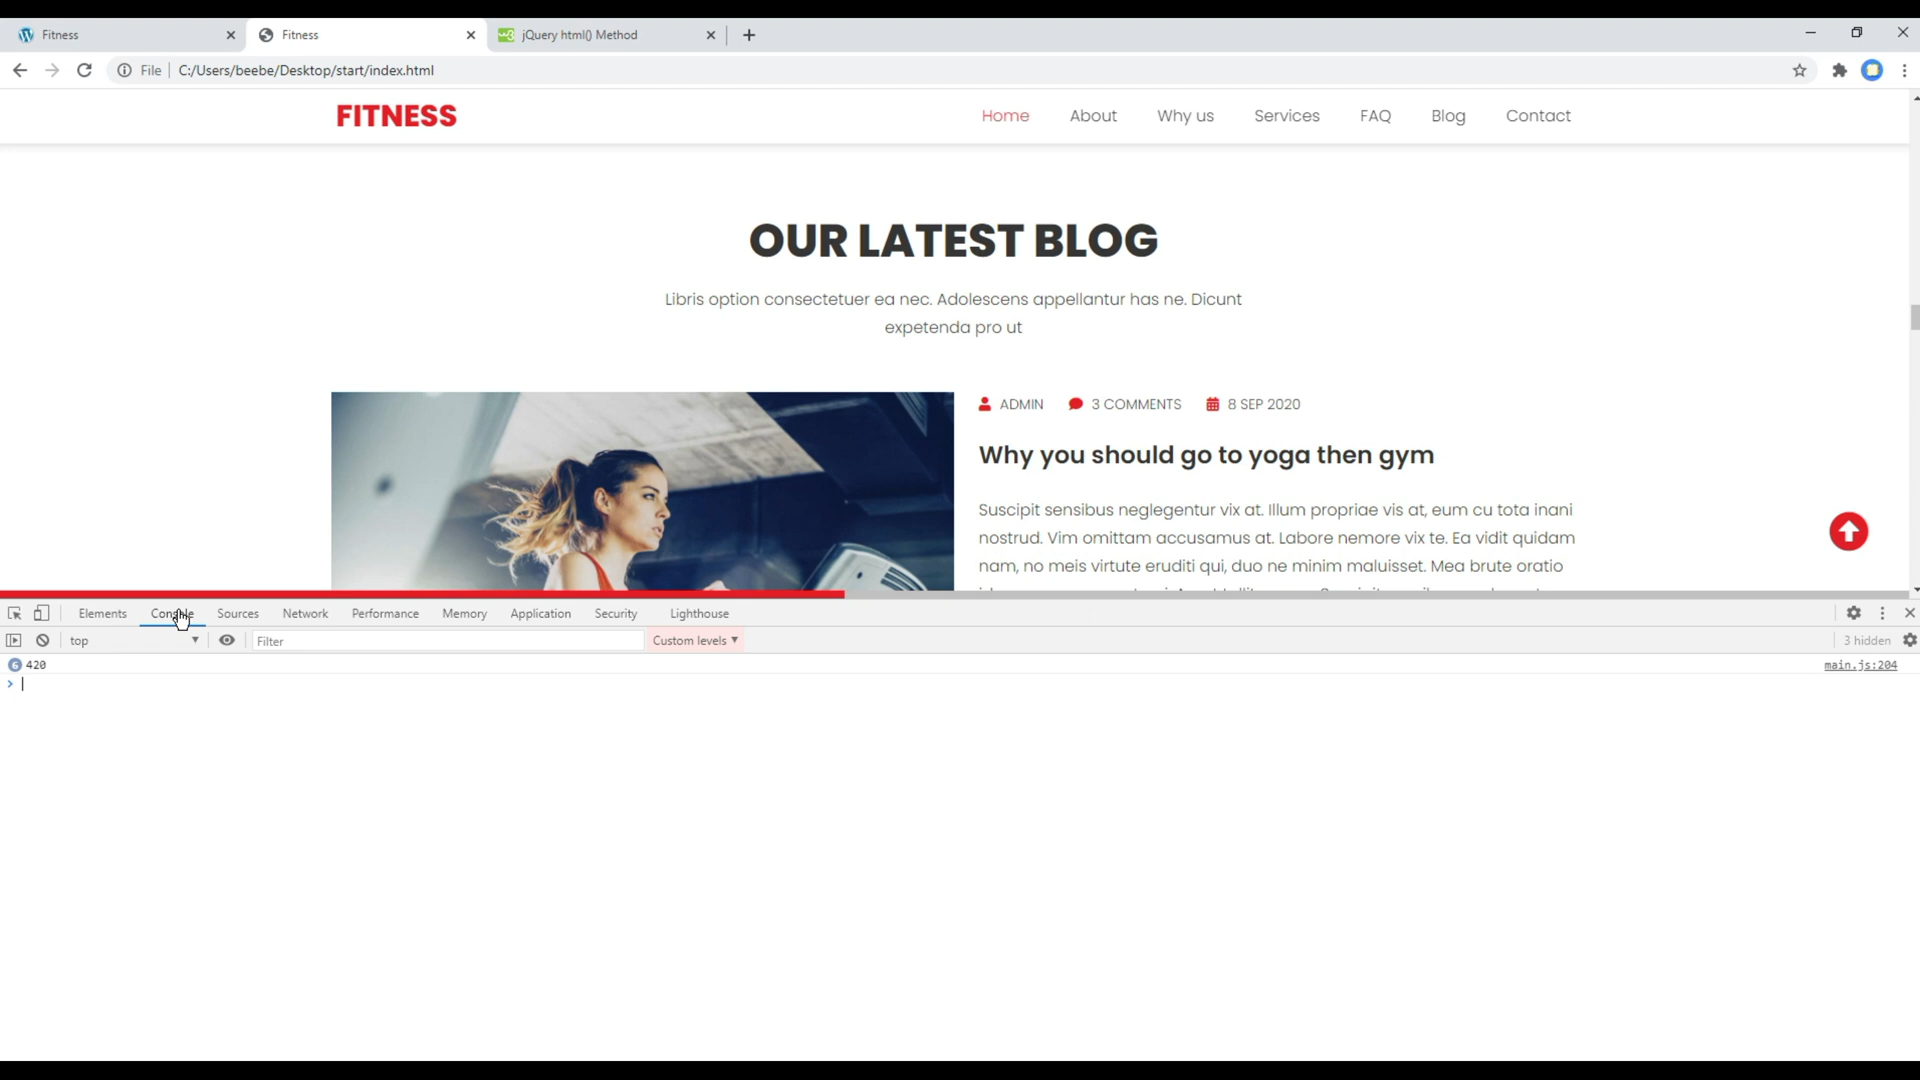 Fitness
Fitness
jQuery html() Method
File
C:/Users/beebe/Desktop/start/index.html
FITNESS
Home
About
Why us
Services
FAQ
Blog
Contact
OUR LATEST BLOG
Libris option consectetuer ea nec. Adolescens appellantur has ne. Dicunt
expetenda pro ut
ADMIN
3 COMMENTS
8 SEP 2020
Why you should go to yoga then gym
Suscipit sensibus neglegentur vix at. Illum propriae vis at, eum cu tota inani
nostrud. Vim omittam accusamus at. Labore nemore vix te. Ea vidit quidam
nam, no meis virtute eruditi qui, duo ne minim maluisset. Mea brute oratio
Elements
Console
Sources
Network
Performance
Memory
Application
Security
Lighthouse
top
Filter
Custom levels
3 hidden
6 420
main.js:204